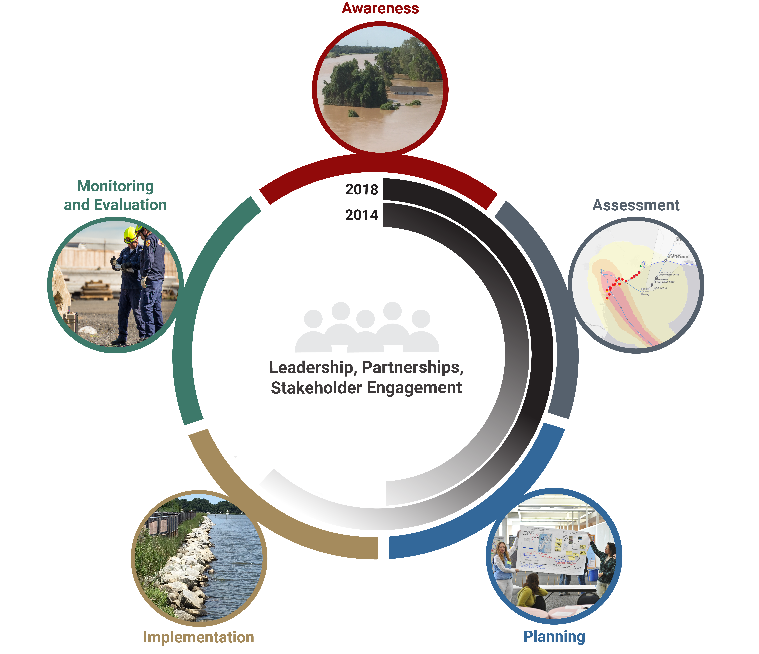 Awareness
Monitoring
and Evaluation
2018
2014
Assessment
Leadership, Partnerships,
Stakeholder Engagement
Implementation
Planning